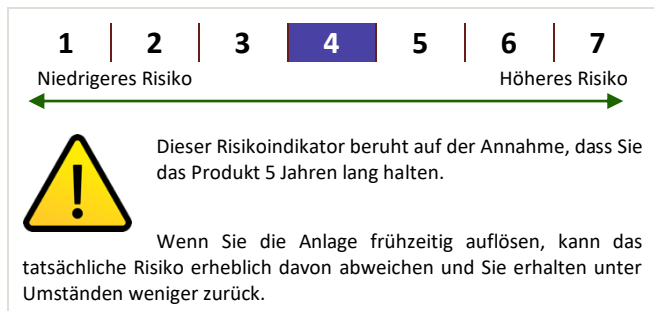 1 2 3 4 5 6 7
Niedrigeres Risiko Höheres Risiko
Dieser Risikoindikator beruht auf der Annahme, dass Sie
das Produkt 5 Jahren lang halten.
Wenn Sie die Anlage frühzeitig auflösen, kann das
tatsächliche Risiko erheblich davon abweichen und Sie erhalten unter
Umständen weniger zurück.